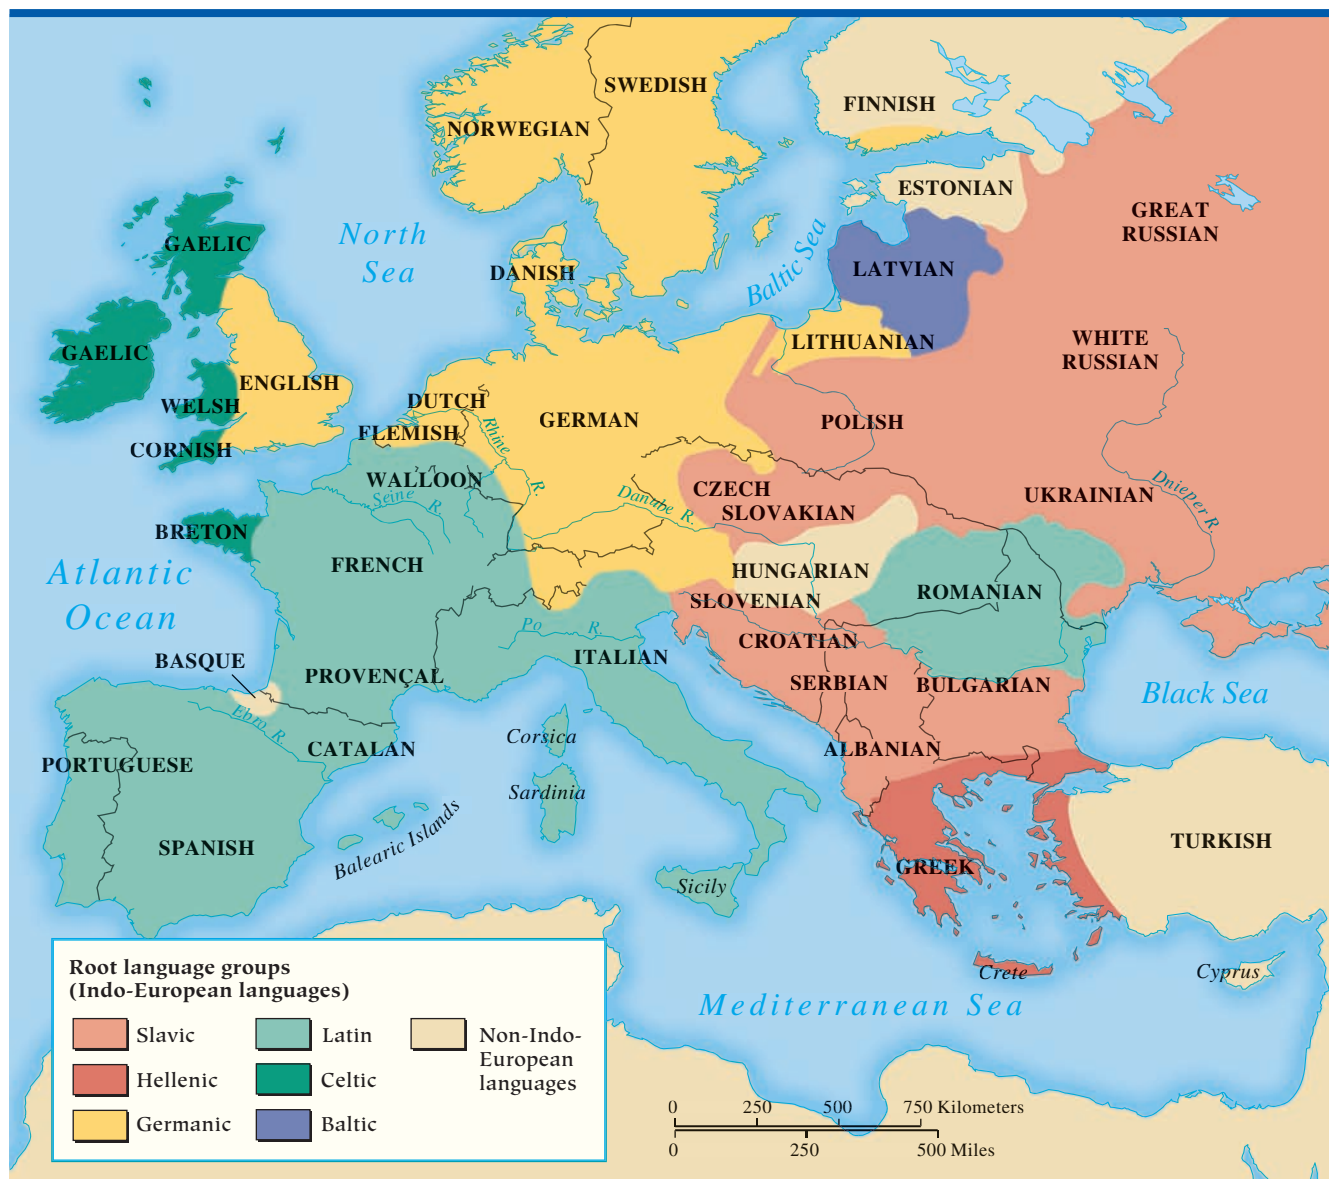 SWEDISH
FINNISH
NORWEGIAN
ESTONIAN
GREAT
RUSSIAN
GAELIC
North
Sea
DANISH
Baltic Sea
LATVIAN
GAELIC
LITHUANIAN
WHITE
RUSSIAN
ENGLISH
WELSH
DUTCH
GERMAN
POLISH
FLEMISH
CORNISH
Rhine
R.
WALLOON
Seine
R.
CZECH
SLOVAKIAN
Danube R.
UKRAINIAN
Dnieper R.
BRETON
FRENCH
Atlantic
Ocean
HUNGARIAN
SLOVENIAN
ROMANIAN
Po
R.
CROATIAN
ITALIAN
BASQUE
PROVENÇAL
SERBIAN
BULGARIAN
Black Sea
Ebro R.
CATALAN
Corsica
ALBANIAN
PORTUGUESE
Sardinia
Balearic Islands
SPANISH
TURKISH
GREEK
Sicily
Crete
Cyprus
Mediterranean Sea
Root language groups
(Indo-European languages)
Slavic
Latin
Non-Indo-
European
languages
Hellenic
Celtic
Germanic
Baltic
0 250 500 750 Kilometers
0 250 500 Miles